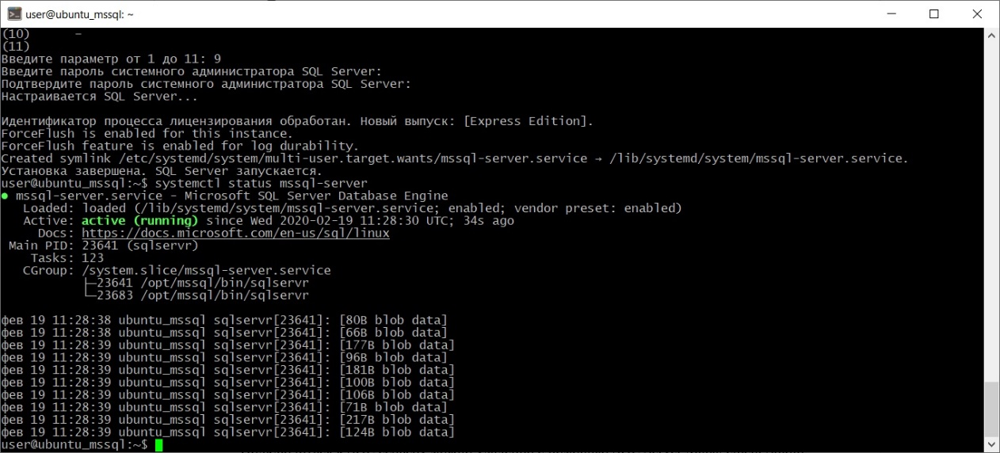 user@ubuntu_mssql: ~
(10)      –
(11)
Введите параметр от 1 до 11: 9
Введите пароль системного администратора SQL Server:
Подтвердите пароль системного администратора SQL Server:
Настраивается SQL Server...
Идентификатор процесса лицензирования обработан. Новый выпуск: [Express Edition].
ForceFlush is enabled for this instance.
ForceFlush feature is enabled for log durability.
Created symlink /etc/systemd/system/multi-user.target.wants/mssql-server.service → /lib/systemd/system/mssql-server.service.
Установка завершена. SQL Server запускается.
user@ubuntu_mssql:~$ systemctl status mssql-server
● mssql-server.service - Microsoft SQL Server Database Engine
   Loaded: loaded (/lib/systemd/system/mssql-server.service; enabled; vendor preset: enabled)
   Active: active (running) since Wed 2020-02-19 11:28:30 UTC; 34s ago
     Docs: https://docs.microsoft.com/en-us/sql/linux
 Main PID: 23641 (sqlservr)
    Tasks: 123
   CGroup: /system.slice/mssql-server.service
           ├─23641 /opt/mssql/bin/sqlservr
           └─23683 /opt/mssql/bin/sqlservr
фев 19 11:28:38 ubuntu_mssql sqlservr[23641]: [80B blob data]
фев 19 11:28:38 ubuntu_mssql sqlservr[23641]: [66B blob data]
фев 19 11:28:39 ubuntu_mssql sqlservr[23641]: [177B blob data]
фев 19 11:28:39 ubuntu_mssql sqlservr[23641]: [96B blob data]
фев 19 11:28:39 ubuntu_mssql sqlservr[23641]: [181B blob data]
фев 19 11:28:39 ubuntu_mssql sqlservr[23641]: [100B blob data]
фев 19 11:28:39 ubuntu_mssql sqlservr[23641]: [106B blob data]
фев 19 11:28:39 ubuntu_mssql sqlservr[23641]: [71B blob data]
фев 19 11:28:39 ubuntu_mssql sqlservr[23641]: [217B blob data]
фев 19 11:28:39 ubuntu_mssql sqlservr[23641]: [124B blob data]
user@ubuntu_mssql:~$